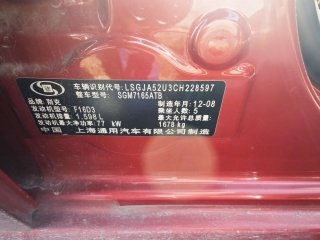 车辆识别代号:LSGJA52U3CH228597
整车型号: SGM7165ATB
品牌: 别克 制造年月: 12-08
发动机型号: F16D3 乘坐人数: 5
发动机排量: 1.598 L 最大允许总质量:
发动机最大净功率: 77 kW 1678 kg
中国 上海通用汽车有限公司制造